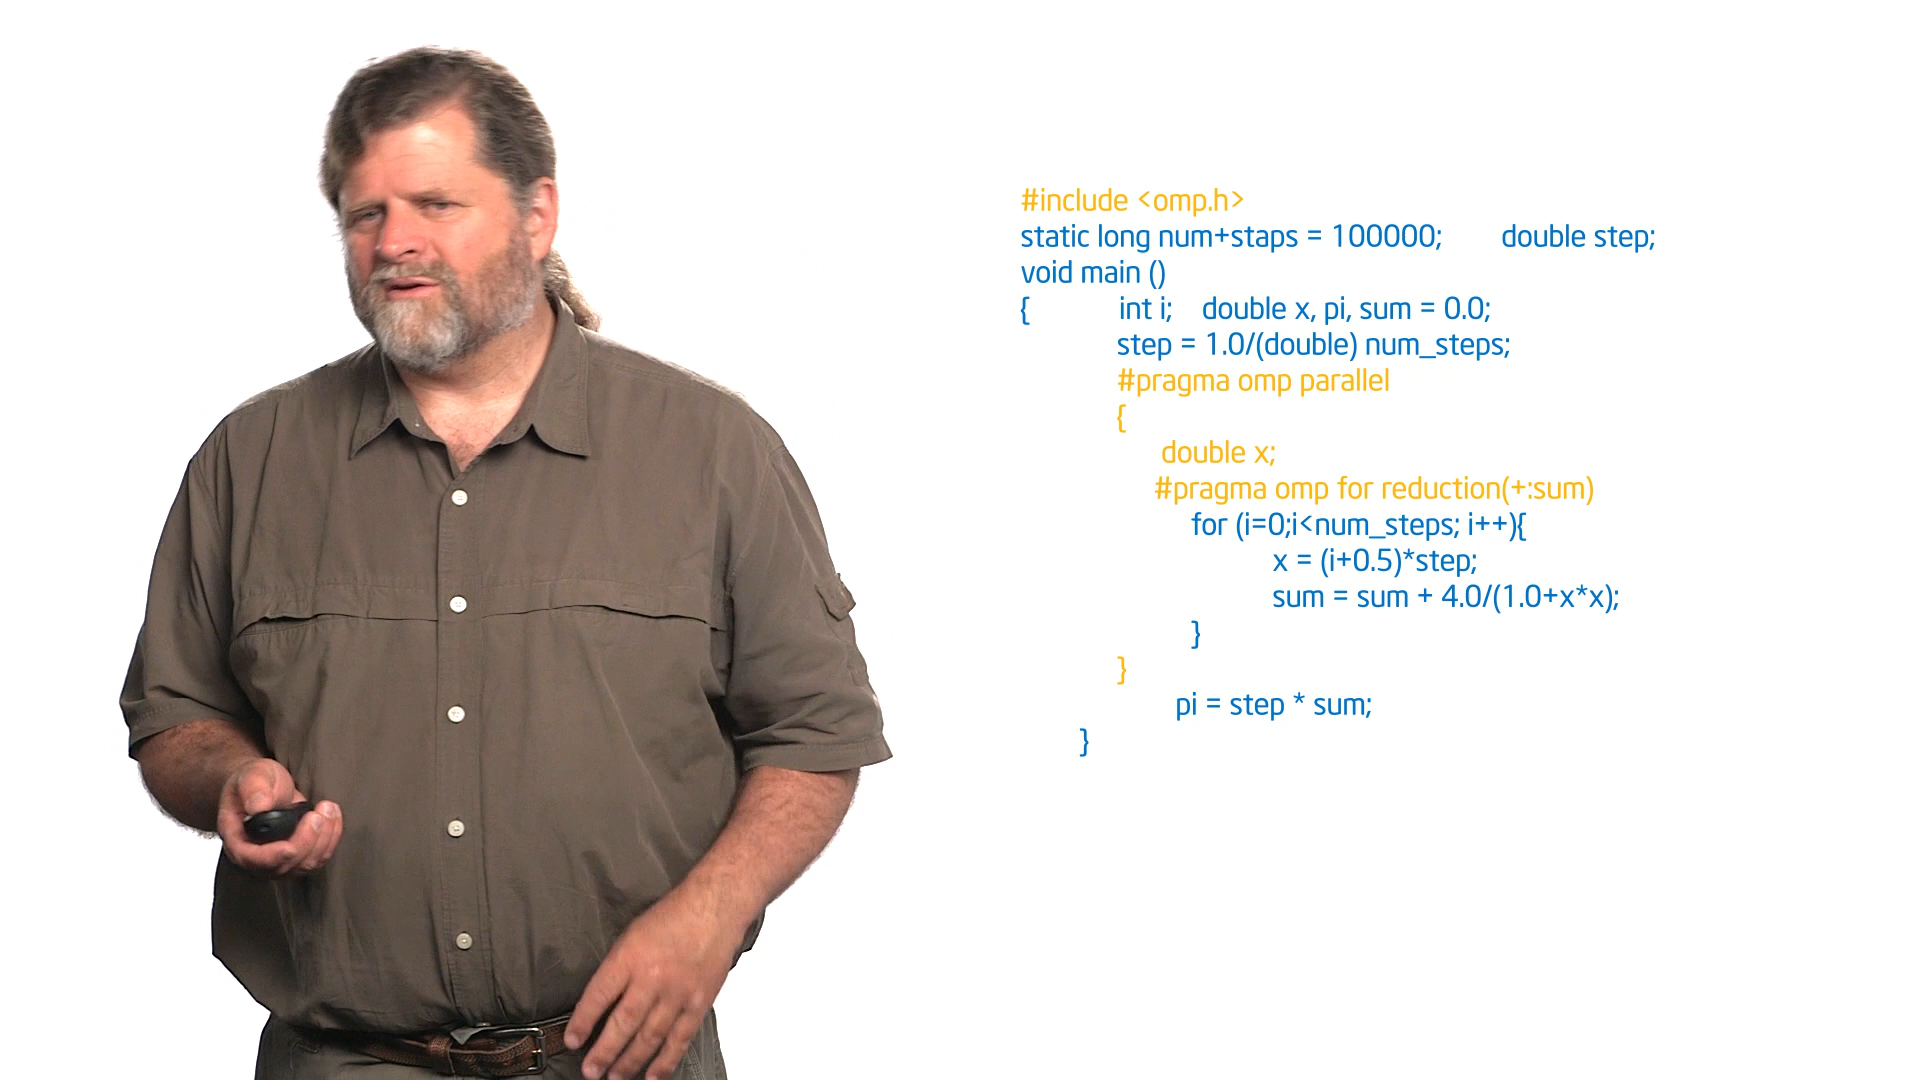 #include <omp.h>
static long num+staps = 100000; double step;
void main ()
{ int i; double x, pi, sum = 0.0;
step = 1.0/(double) num_steps;
#pragma omp parallel
{
double x;
#pragma omp for reduction(+:sum)
for (i=0;i<num_steps; i++){
x = (i+0.5)*step;
sum = sum + 4.0/(1.0+x*x);
}
}
pi = step * sum;
}